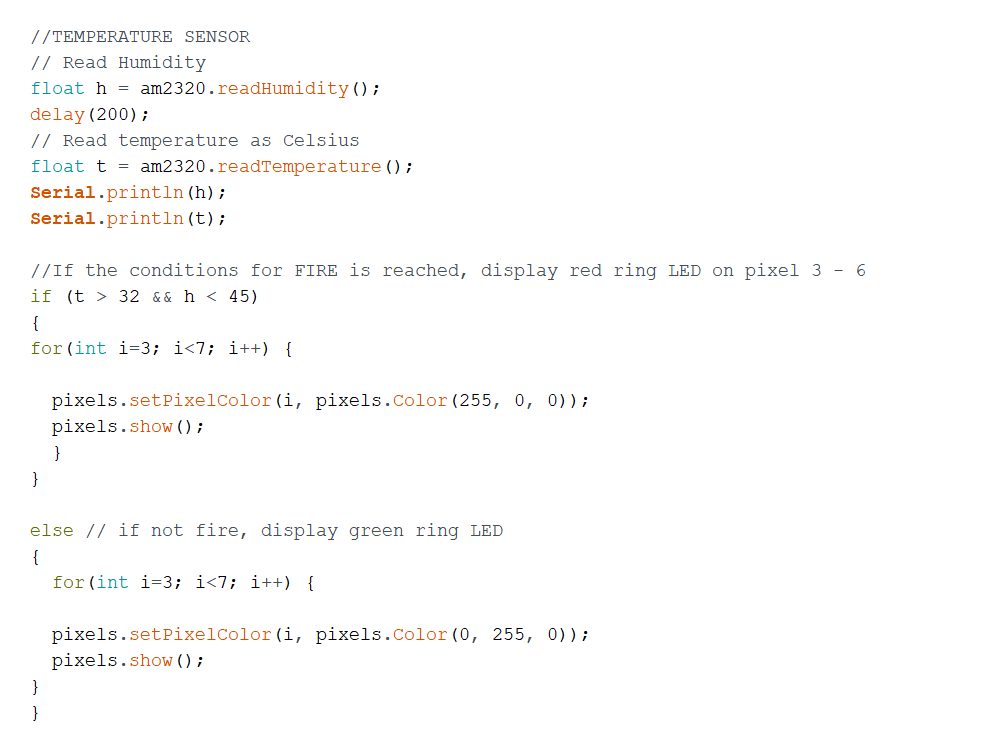 //TEMPERATURE SENSOR
// Read Humidity
float h = am2320.readHumidity();
delay(200);
// Read temperature as Celsius
float t = am2320.readTemperature();
Serial.println(h);
Serial.println(t);

//If the conditions for FIRE is reached, display red ring LED on pixel 3 - 6
if (t > 32 && h < 45)
{
for(int i=3; i<7; i++) {

  pixels.setPixelColor(i, pixels.Color(255, 0, 0));
  pixels.show();
  }
}

else // if not fire, display green ring LED
{
  for(int i=3; i<7; i++) {

  pixels.setPixelColor(i, pixels.Color(0, 255, 0));
  pixels.show();
}
}